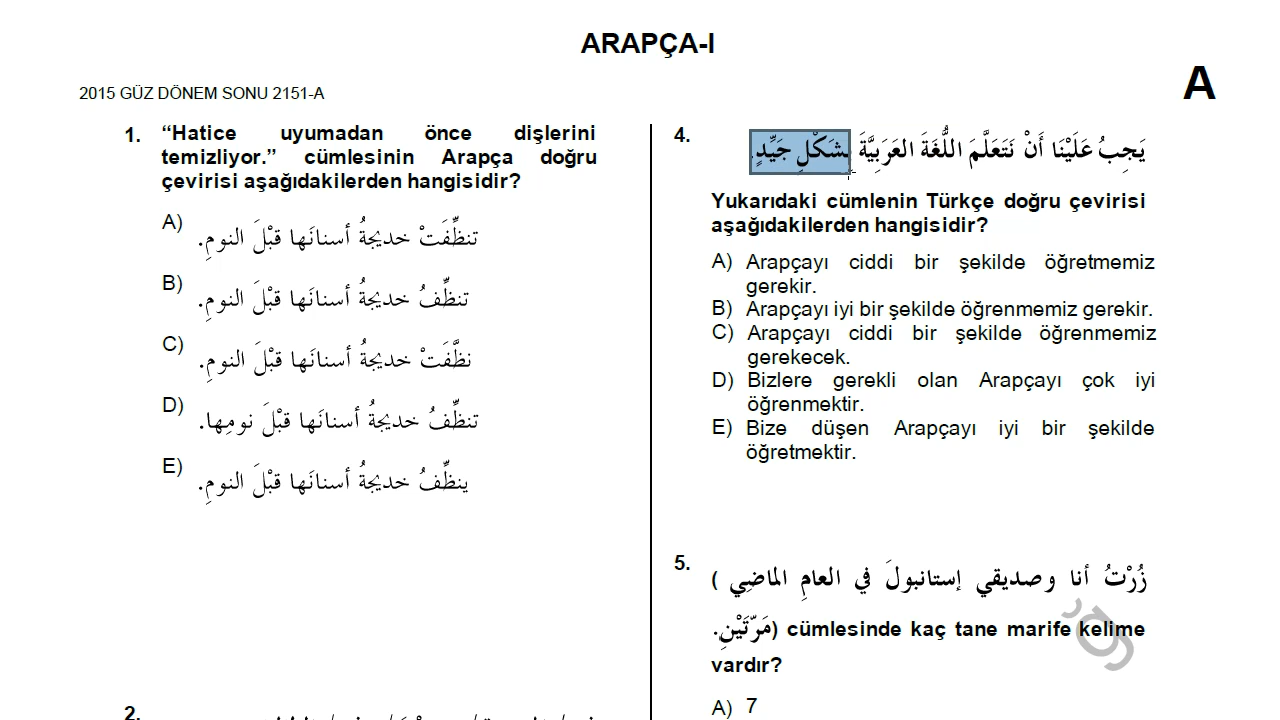 ARAPÇA-I
2015 GÜZ DÖNEM SONU 2151-A
A
1. “Hatice uyumadan önce dişlerini
temizliyor.” cümlesinin Arapça doğru
çevirisi aşağıdakilerden hangisidir?
A) تنظِّفَتْ خديجةُ أسنانَها قبْلَ النومِ.
B) تنظِّفُ خديجةُ أسنانَها قبْلَ النومِ.
C) نظَّفَتْ خديجةُ أسنانَها قبْلَ النومِ.
D) تنظِّفُ خديجةُ أسنانَها قبْلَ نومِها.
E) ينظِّفُ خديجةُ أسنانَها قبْلَ النومِ.
2.
4. يَجِبُ عَلَيْنَا أَنْ نَتَعَلَّمَ اللُّغَةَ العَرَبِيَّةَ بِشَكْلٍ جَيِّدٍ.
Yukarıdaki cümlenin Türkçe doğru çevirisi
aşağıdakilerden hangisidir?
A) Arapçayı ciddi bir şekilde öğretmemiz
gerekir.
B) Arapçayı iyi bir şekilde öğrenmemiz gerekir.
C) Arapçayı ciddi bir şekilde öğrenmemiz
gerekecek.
D) Bizlere gerekli olan Arapçayı çok iyi
öğrenmektir.
E) Bize düşen Arapçayı iyi bir şekilde
öğretmektir.
5. زُرْتُ أنا وصديقي إستانبولَ في العامِ الماضِي (
مَرّتَيْنِ.) cümlesinde kaç tane marife kelime
vardır?
A) 7